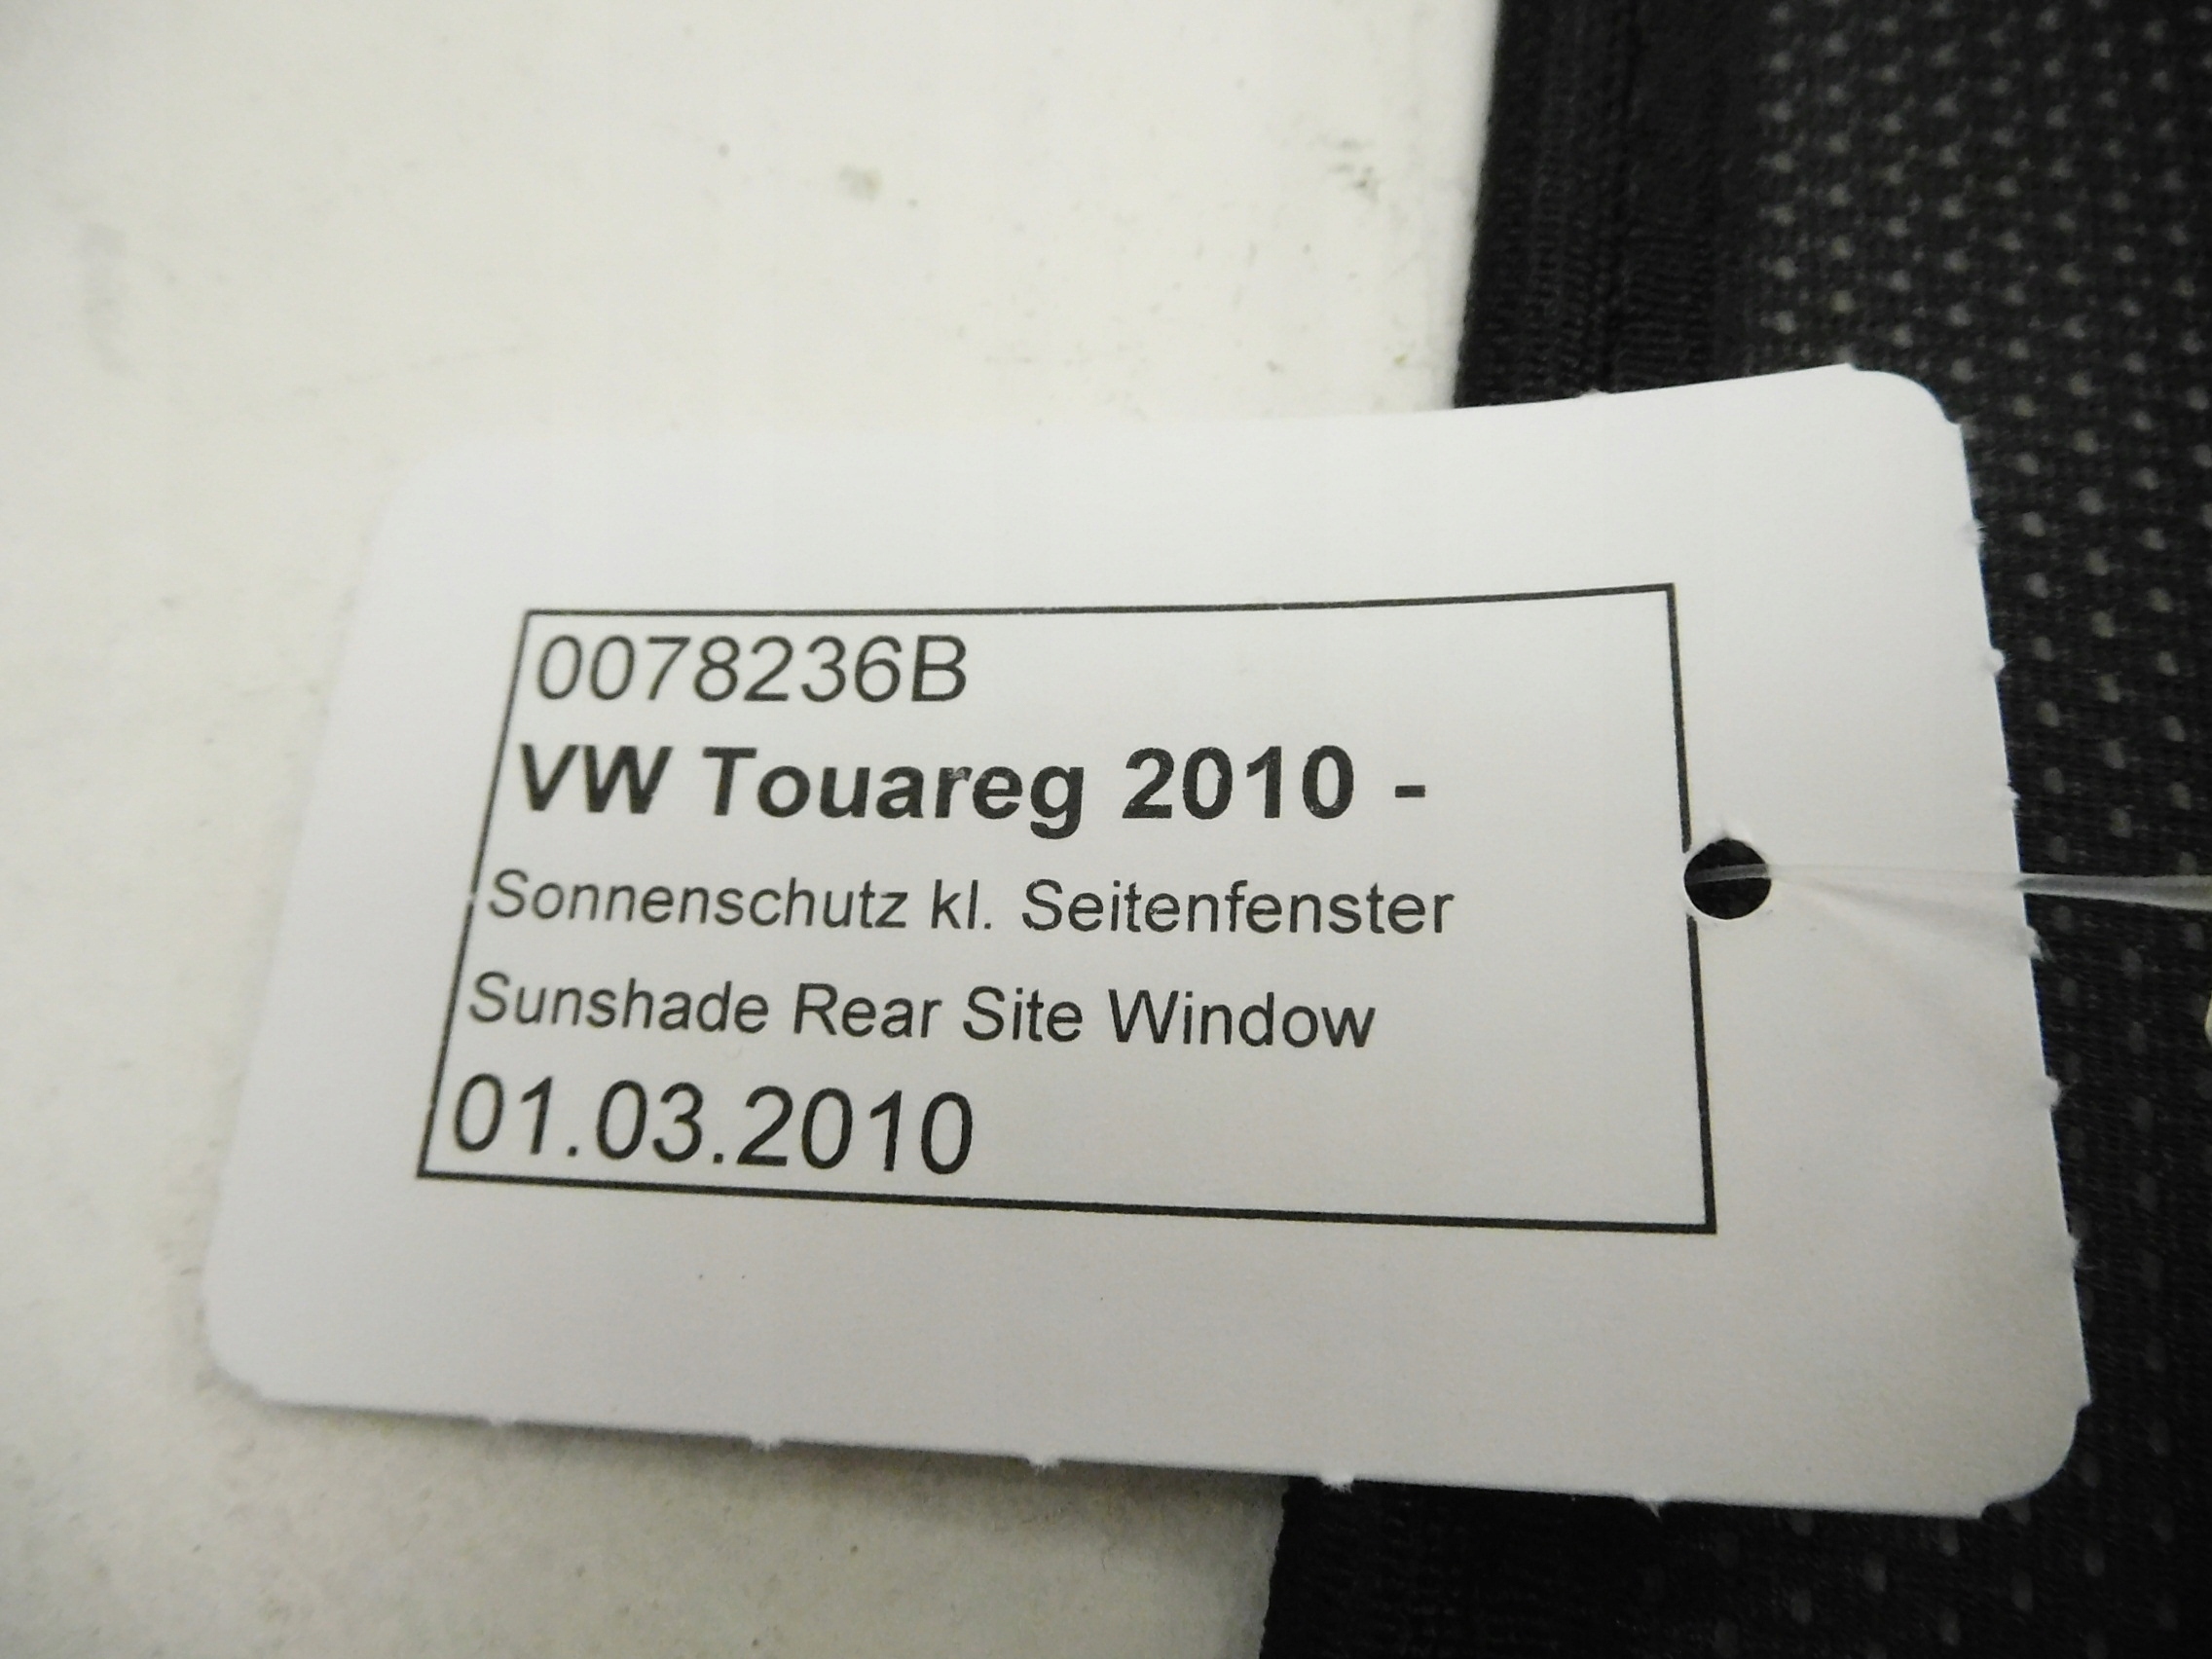 0078236B
VW Touareg 2010 -
Sonnenschutz kl. Seitenfenster
Sunshade Rear Site Window
01.03.2010